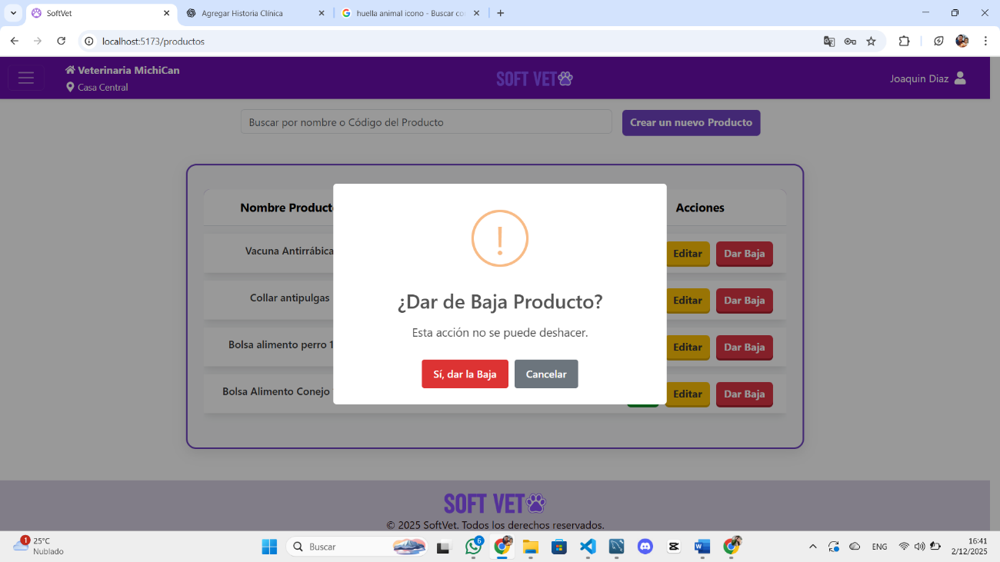 SoftVet
Agregar Historia Clínica
huella animal icono - Buscar co
localhost:5173/productos
Veterinaria MichiCan
Casa Central
SOFT VET
Joaquin Diaz
Buscar por nombre o Código del Producto
Crear un nuevo Producto
Nombre Product
Acciones
Vacuna Antirrábica
Editar
Dar Baja
Collar antipulgas
Editar
Dar Baja
Bolsa alimento perro 1
Editar
Dar Baja
Bolsa Alimento Conejo
Editar
Dar Baja
¿Dar de Baja Producto?
Esta acción no se puede deshacer.
Sí, dar la Baja
Cancelar
SOFT VET
© 2025 SoftVet. Todos los derechos reservados.
1
25°C
Nublado
Buscar
6
ENG
16:41
2/12/2025